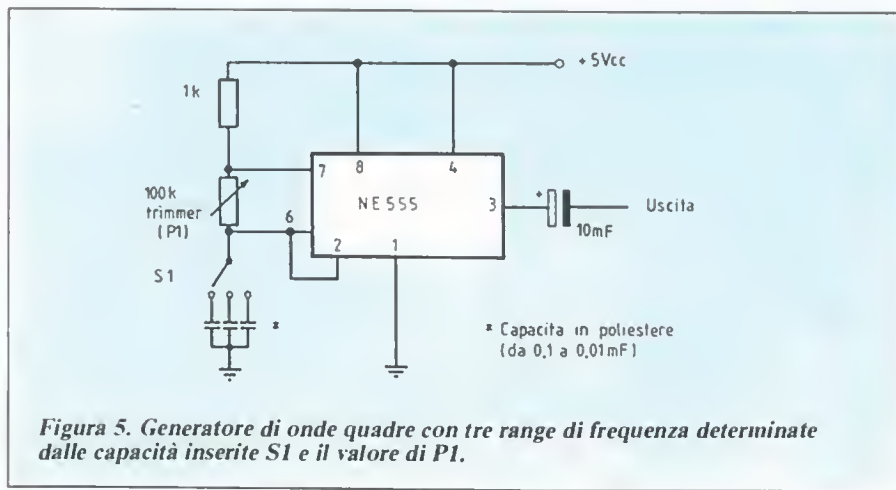 +5Vcc
1k
8
4
7
100k
trimmer
(P1)
NE555
3
+
Uscita
10mF
6
2
1
S1
*
* Capacita in poliestere
(da 0,1 a 0,01mF)
Figura 5. Generatore di onde quadre con tre range di frequenza determinate
dalle capacità inserite S1 e il valore di P1.